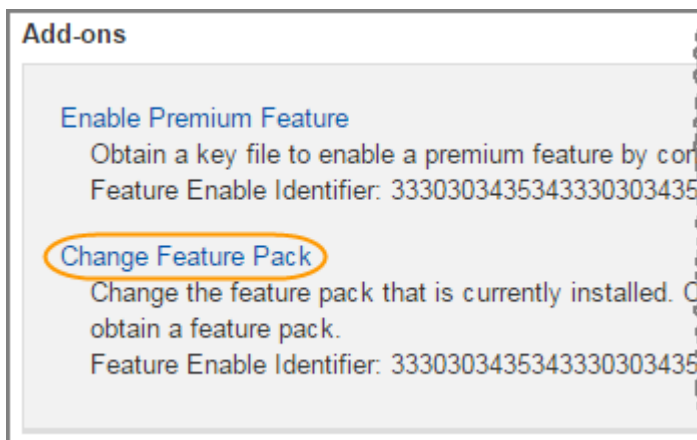 Add-ons
Enable Premium Feature
Obtain a key file to enable a premium feature by
Feature Enable Identifier: 3330303435343330303435
Change Feature Pack
Change the feature pack that is currently installed.
obtain a feature pack.
Feature Enable Identifier: 3330303435343330303435